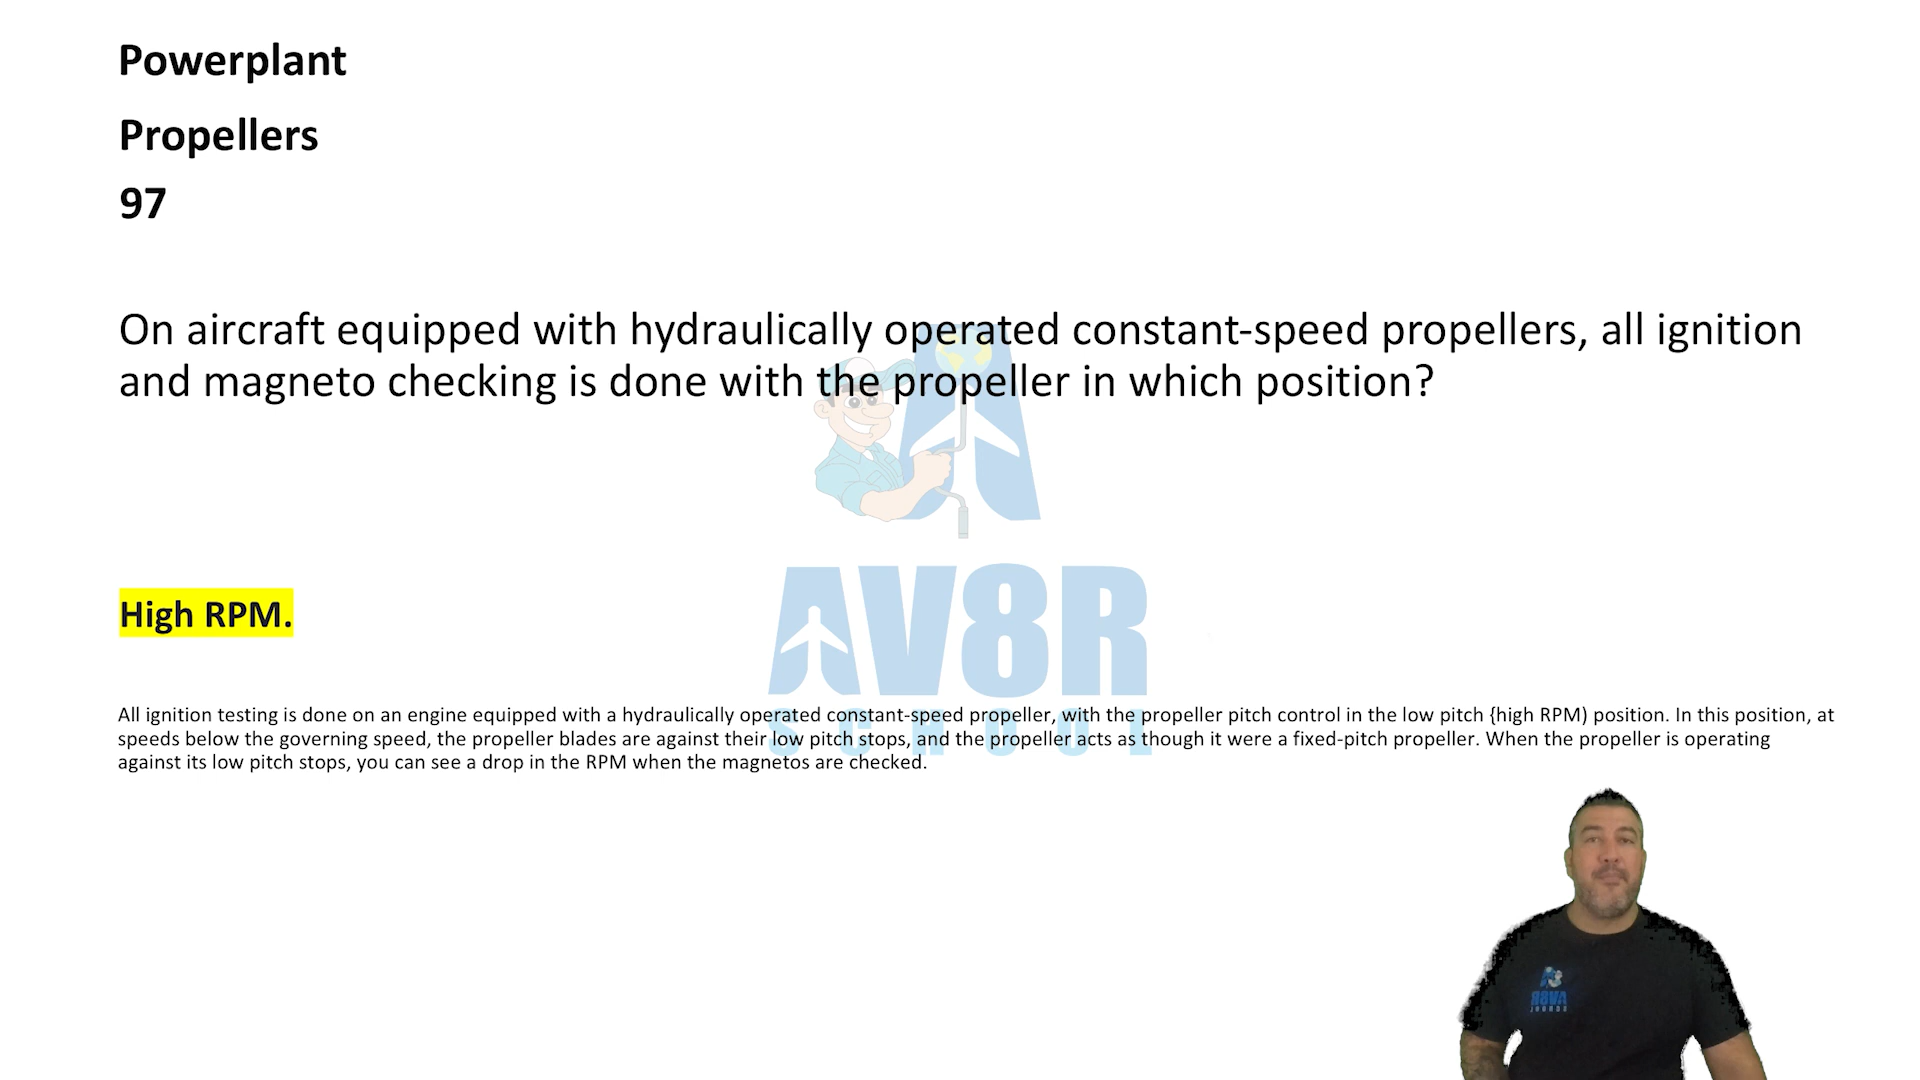 Powerplant
Propellers
97
On aircraft equipped with hydraulically operated constant-speed propellers, all ignition
and magneto checking is done with the propeller in which position?
AV8R
SCHOOL
High RPM.
All ignition testing is done on an engine equipped with a hydraulically operated constant-speed propeller, with the propeller pitch control in the low pitch {high RPM) position. In this position, at
speeds below the governing speed, the propeller blades are against their low pitch stops, and the propeller acts as though it were a fixed-pitch propeller. When the propeller is operating
against its low pitch stops, you can see a drop in the RPM when the magnetos are checked.
AV8R
SCHOOL